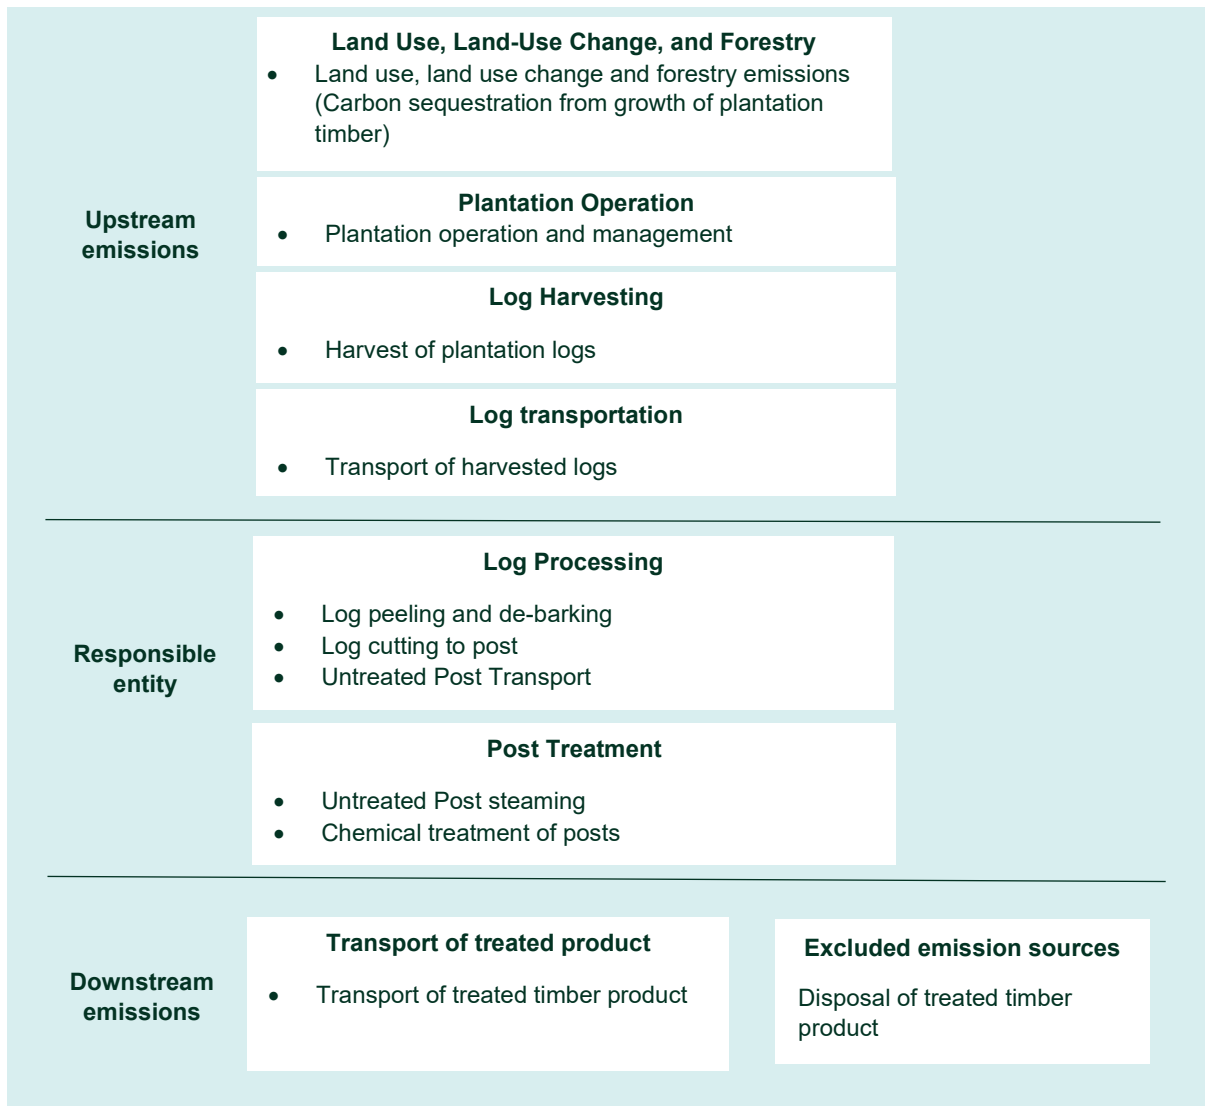 Land Use, Land-Use Change, and Forestry
• Land use, land use change and forestry emissions
(Carbon sequestration from growth of plantation
timber)
Upstream
emissions
Plantation Operation
• Plantation operation and management
Log Harvesting
• Harvest of plantation logs
Log transportation
• Transport of harvested logs
Responsible
entity
Log Processing
• Log peeling and de-barking
• Log cutting to post
• Untreated Post Transport
Post Treatment
• Untreated Post steaming
• Chemical treatment of posts
Downstream
emissions
Transport of treated product
• Transport of treated timber product
Excluded emission sources
Disposal of treated timber
product